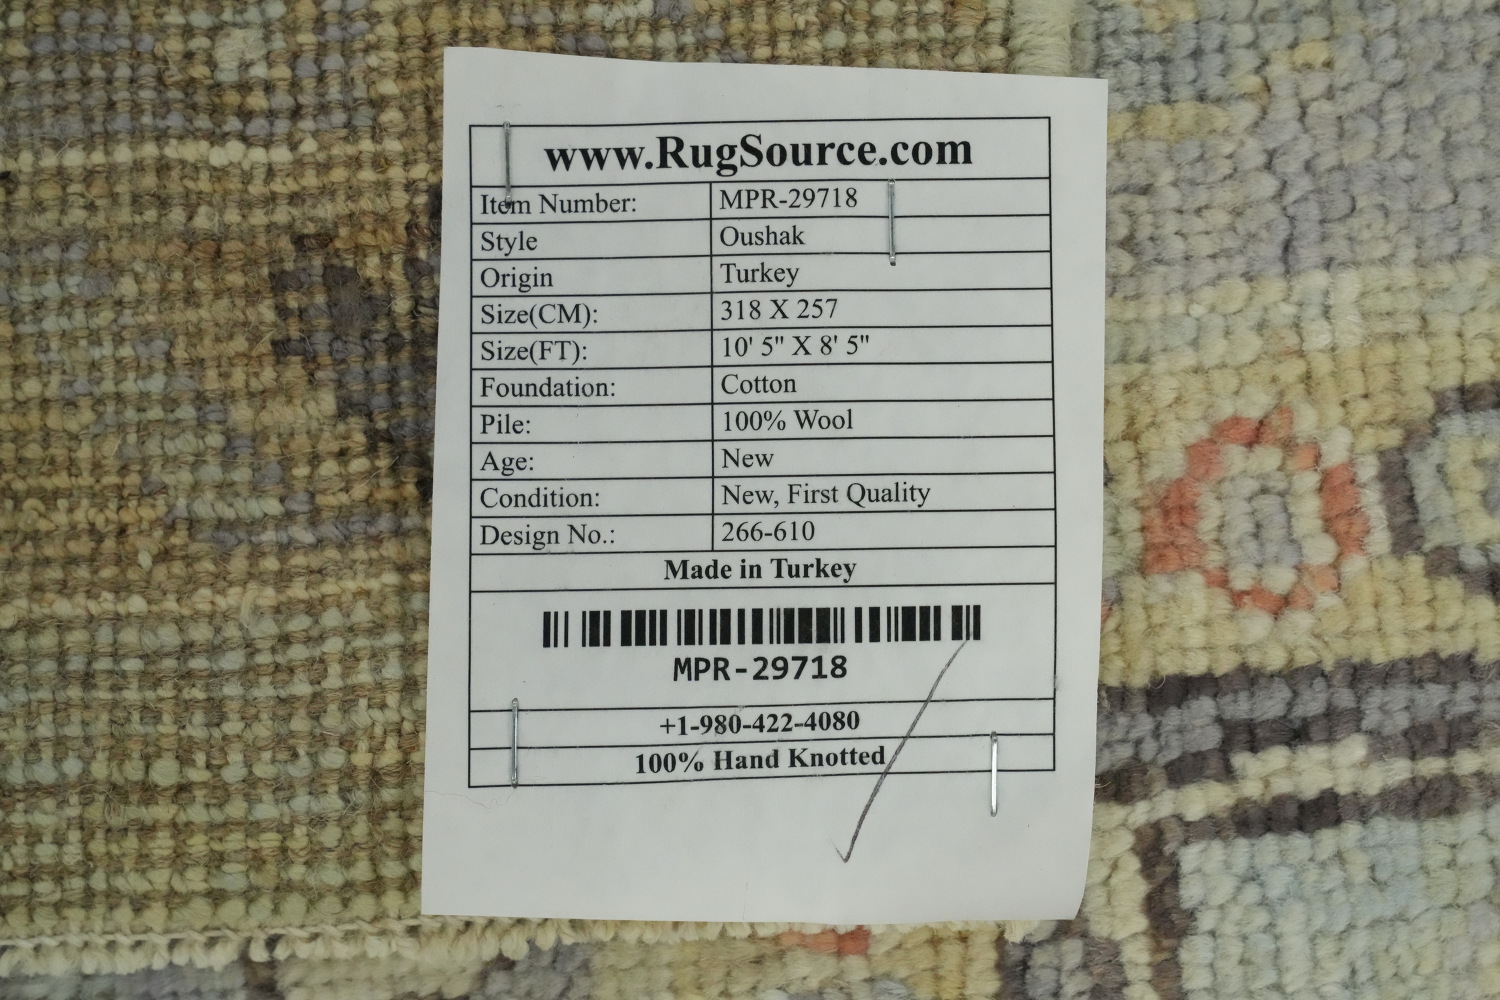 www.RugSource.com
Item Number: MPR-29718
Style Oushak
Origin Turkey
Size(CM): 318 X 257
Size(FT): 10' 5" X 8' 5"
Foundation: Cotton
Pile: 100% Wool
Age: New
Condition: New, First Quality
Design No.: 266-610
Made in Turkey
MPR-29718
+1-980-422-4080
100% Hand Knotted